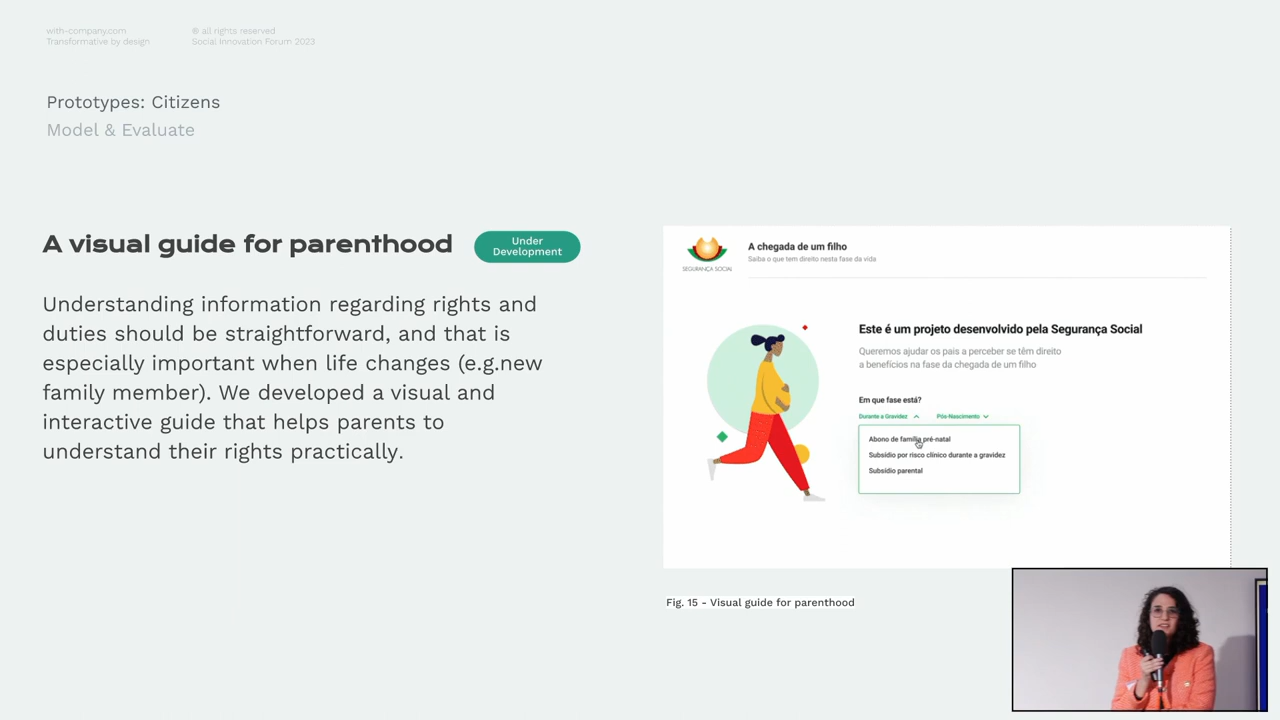 with-company.com
Transformative by design
® all rights reserved
Social Innovation Forum 2023
Prototypes: Citizens
Model & Evaluate
A visual guide for parenthood
Under
Development
Understanding information regarding rights and
duties should be straightforward, and that is
especially important when life changes (e.g.new
family member). We developed a visual and
interactive guide that helps parents to
understand their rights practically.
SEGURANÇA SOCIAL
A chegada de um filho
Saiba o que tem direito nesta fase da vida
Este é um projeto desenvolvido pela Segurança Social
Queremos ajudar os pais a perceber se têm direito
a benefícios na fase da chegada de um filho
Em que fase está?
Durante a Gravidez
Pós-Nascimento
Abono de família pré-natal
Subsídio por risco clínico durante a gravidez
Subsídio parental
Fig. 15 - Visual guide for parenthood